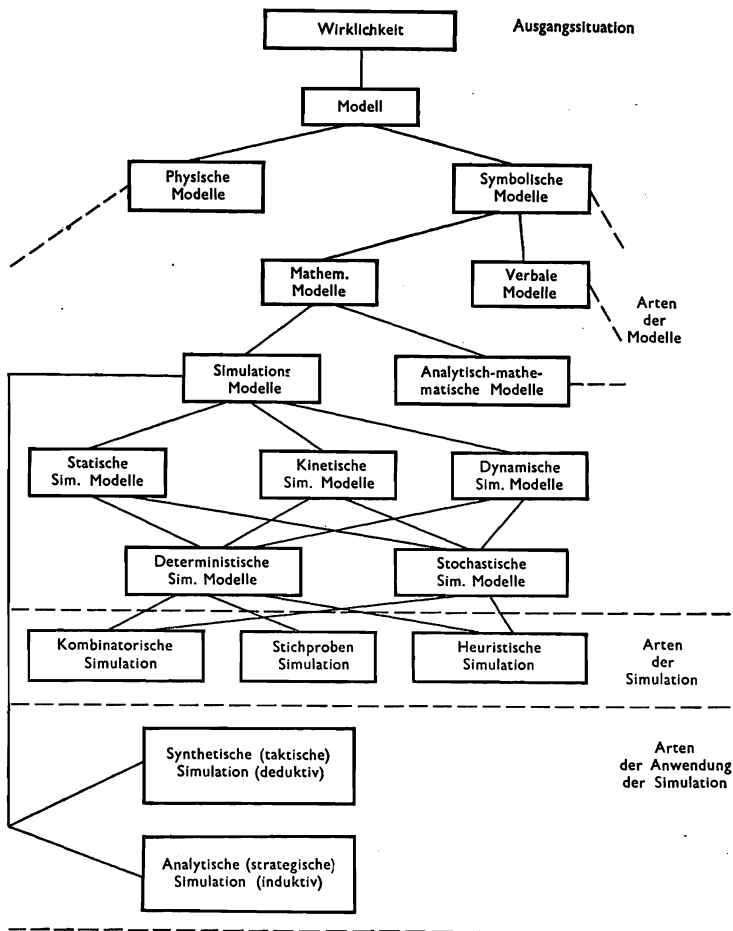 Wirklichkeit
Ausgangssituation
Modell
Physische
Modelle
Symbolische
Modelle
Mathem.
Modelle
Verbale
Modelle
Arten
der
Modelle
Simulations
Modelle
Analytisch-mathe-
matische Modelle
Statische
Sim. Modelle
Kinetische
Sim. Modelle
Dynamische
Sim. Modelle
Deterministische
Sim. Modelle
Stochastische
Sim. Modelle
Kombinatorische
Simulation
Stichproben
Simulation
Heuristische
Simulation
Arten
der
Simulation
Synthetische (taktische)
Simulation (deduktiv)
Arten
der Anwendung
der Simulation
Analytische (strategische)
Simulation (induktiv)